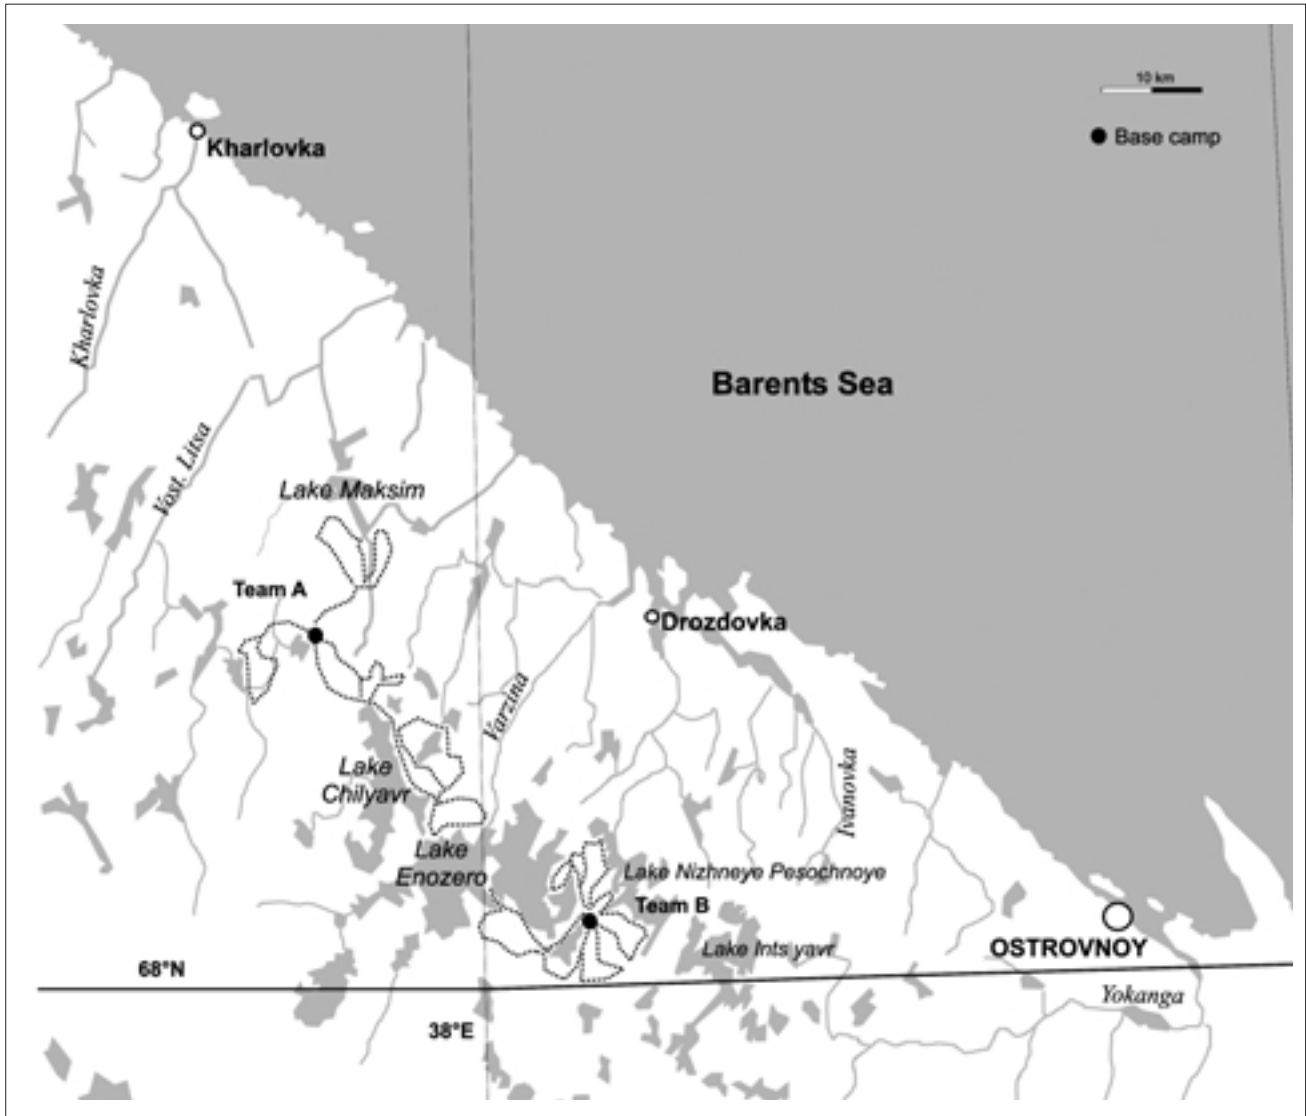 10 km
Base camp
Kharlovka
Kharlovka
Barents Sea
Vost. Litsa
Lake Maksim
Team A
Drozdovka
Varzina
Lake
Chilyavr
Ivanovka
Lake
Enozero
Lake Nizhneye Pesochnoye
Team B
Lake Ints yavr
OSTROVNOY
68°N
Yokanga
38°E